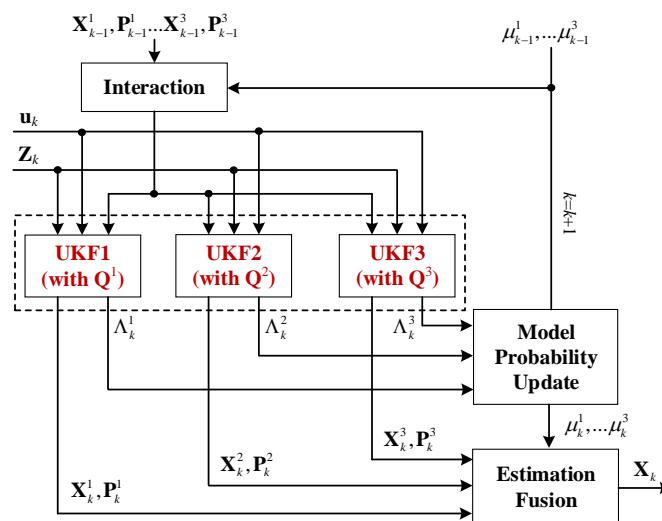 X¹ₖ₋₁, P¹ₖ₋₁...X³ₖ₋₁, P³ₖ₋₁
μ¹ₖ₋₁,...μ³ₖ₋₁
Interaction
uₖ
Zₖ
k=k+1
UKF1
(with Q¹)
UKF2
(with Q²)
UKF3
(with Q³)
Λ¹ₖ
Λ²ₖ
Λ³ₖ
Model
Probability
Update
μ¹ₖ,...μ³ₖ
X³ₖ, P³ₖ
X²ₖ, P²ₖ
X¹ₖ, P¹ₖ
Estimation
Fusion
Xₖ